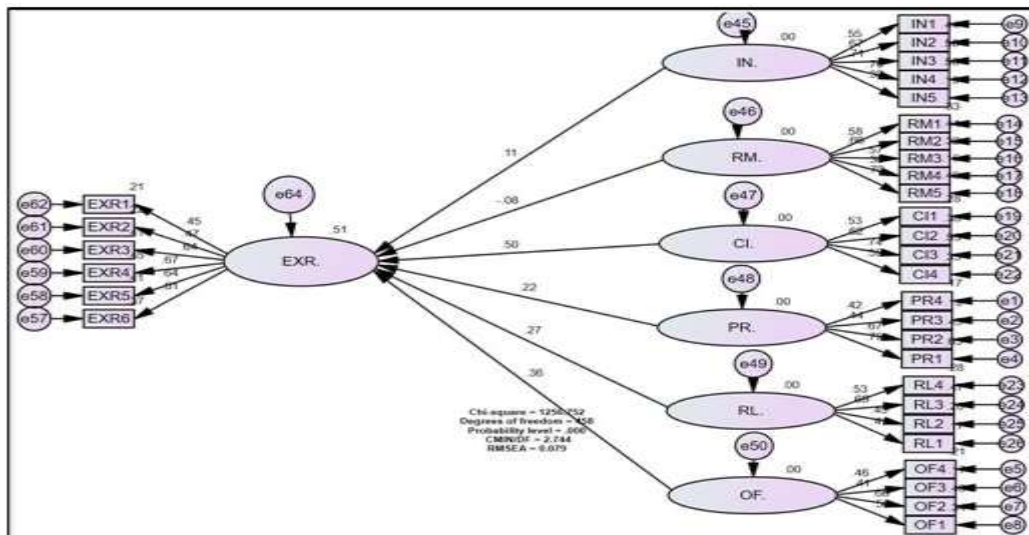 e45
.00
IN.
.55
IN1
e9
IN2
e10
.71
IN3
e11
IN4
e12
IN5
e13
e46
.00
RM.
.58
RM1
e14
RM2
e15
RM3
e16
RM4
e17
RM5
e18
e47
.00
CI.
.53
CI1
e19
CI2
e20
.74
CI3
e21
CI4
e22
e48
.00
PR.
.42
PR4
e1
.44
PR3
e2
.67
PR2
e3
PR1
e4
e49
.00
RL.
.53
RL4
e23
RL3
e24
RL2
e25
RL1
e26
e50
.00
OF.
.46
OF4
e5
.41
OF3
e6
OF2
e7
OF1
e8
.11
-.08
.50
.22
.27
.36
e64
.51
EXR.
.21
e62
EXR1
.45
e61
EXR2
.47
e60
EXR3
.64
e59
EXR4
.67
e58
EXR5
.64
e57
EXR6
.81
Degrees of freedom = 458
Probability level = .000
CMIN/DF = 2.744
RMSEA = 0.079